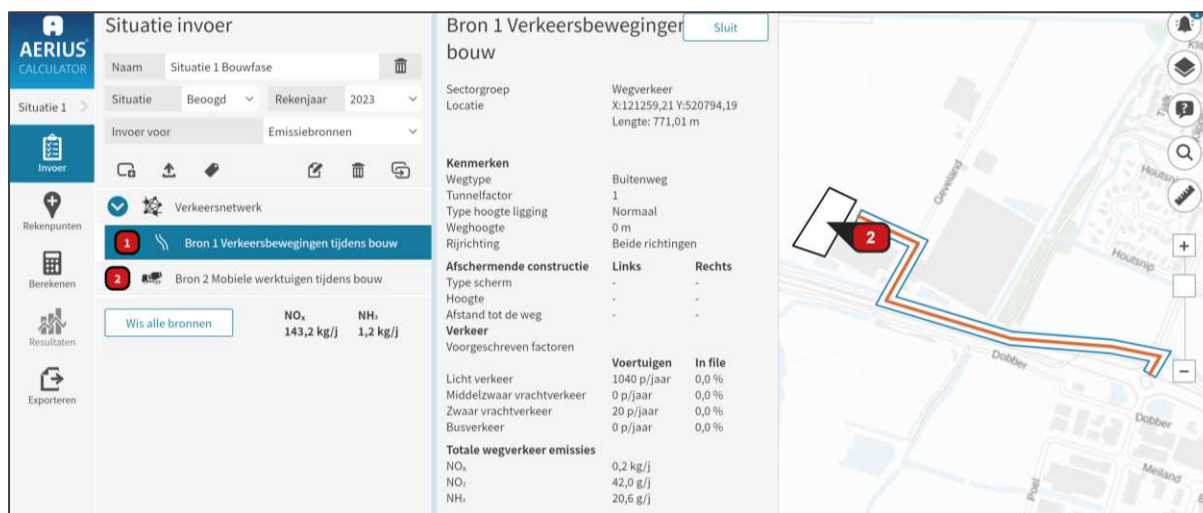 AERIUS®
CALCULATOR
Situatie 1
Invoer
Rekenpunten
Berekenen
Resultaten
Exporteren
Situatie invoer
Naam Situatie 1 Bouwfase
Situatie Beoogd Rekenjaar 2023
Invoer voor Emissiebronnen
Verkeersnetwerk
1 Bron 1 Verkeersbewegingen tijdens bouw
2 Bron 2 Mobiele werktuigen tijdens bouw
Wis alle bronnen
NOₓ NH₃
143,2 kg/j 1,2 kg/j
Bron 1 Verkeersbewegingen
bouw
Sluit
Sectorgroep Wegverkeer
Locatie X:121259,21 Y:520794,19
Lengte: 771,01 m
Kenmerken
Wegtype Buitenweg
Tunnelfactor 1
Type hoogte ligging Normaal
Weghoogte 0 m
Rijrichting Beide richtingen
Afschermende constructie Links Rechts
Type scherm - -
Hoogte - -
Afstand tot de weg - -
Verkeer
Voorgeschreven factoren
Voertuigen In file
Licht verkeer 1040 p/jaar 0,0 %
Middelzwaar vrachtverkeer 0 p/jaar 0,0 %
Zwaar vrachtverkeer 20 p/jaar 0,0 %
Busverkeer 0 p/jaar 0,0 %
Totale wegverkeer emissies
NOₓ 0,2 kg/j
NO₂ 42,0 g/j
NH₃ 20,6 g/j
Geveland
2
Houtsnip
Dobber
Dobber
Meiland
Poel